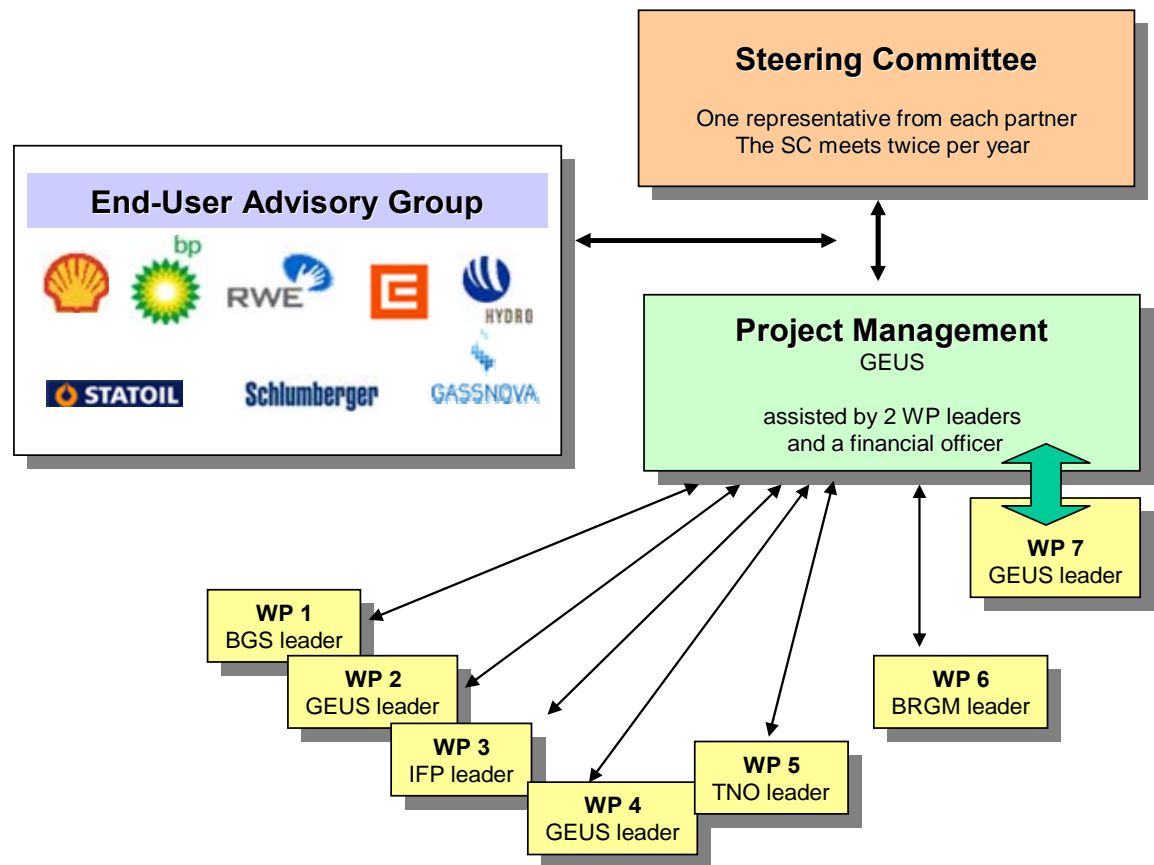 Steering Committee
One representative from each partner
The SC meets twice per year
End-User Advisory Group
bp
RWE
HYDRO
STATOIL
Schlumberger
GASSNOVA
Project Management
GEUS
assisted by 2 WP leaders
and a financial officer
WP 7
GEUS leader
WP 1
BGS leader
WP 2
GEUS leader
WP 3
IFP leader
WP 4
GEUS leader
WP 5
TNO leader
WP 6
BRGM leader